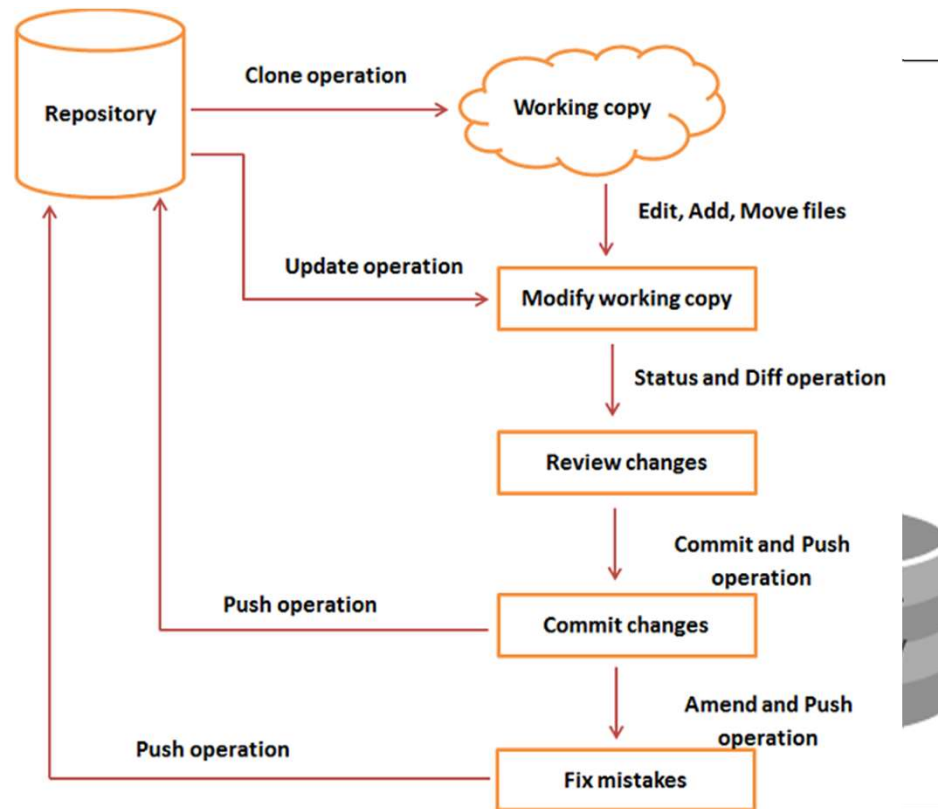 Clone operation
Repository
Working copy
Edit, Add, Move files
Update operation
Modify working copy
Status and Diff operation
Review changes
Commit and Push
operation
Push operation
Commit changes
Amend and Push
operation
Push operation
Fix mistakes